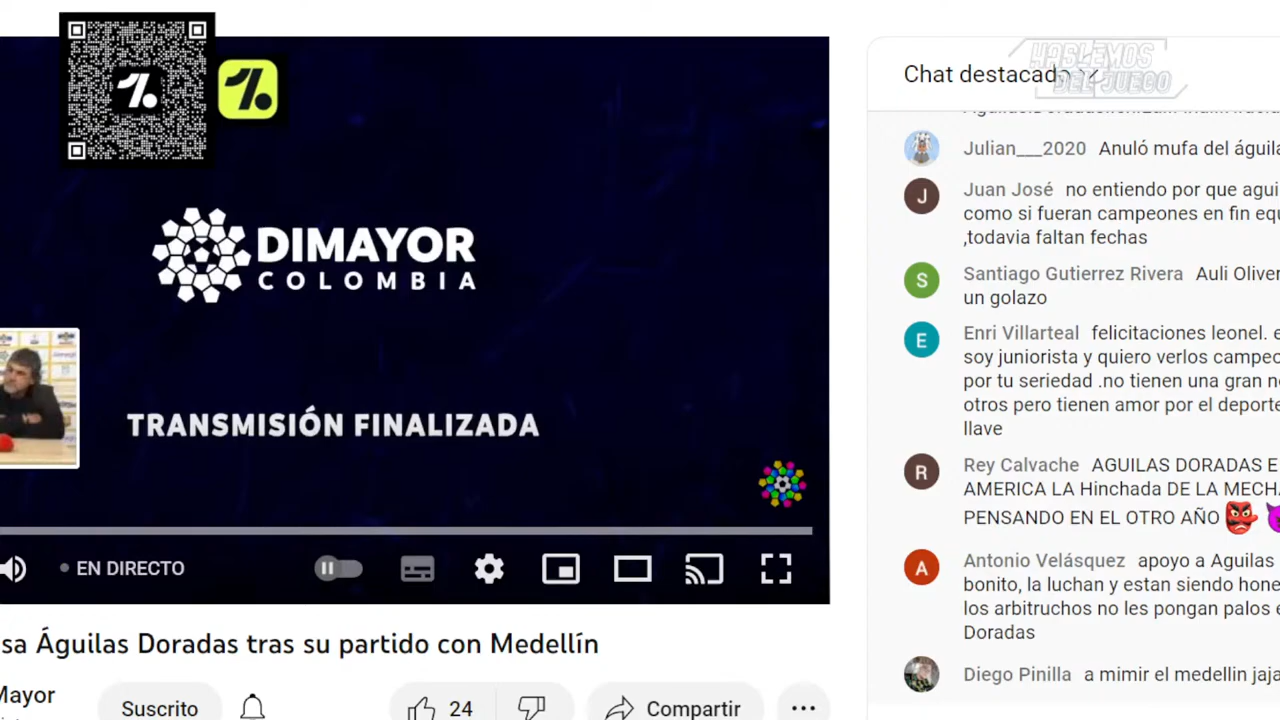 HABLEMOS
DEL JUEGO
Chat destacado
DIMAYOR
COLOMBIA
TRANSMISIÓN FINALIZADA
EN DIRECTO
sa Águilas Doradas tras su partido con Medellín
Mayor
Suscrito
24
Compartir
Julian___2020 Anuló mufa del águila
Juan José no entiendo por que agui
como si fueran campeones en fin equ
,todavia faltan fechas
Santiago Gutierrez Rivera Auli Oliver
un golazo
Enri Villarteal felicitaciones leonel. e
soy juniorista y quiero verlos campeo
por tu seriedad .no tienen una gran n
otros pero tienen amor por el deporte
llave
Rey Calvache AGUILAS DORADAS E
AMERICA LA Hinchada DE LA MECHA
PENSANDO EN EL OTRO AÑO
Antonio Velásquez apoyo a Aguilas
bonito, la luchan y estan siendo hone
los arbitruchos no les pongan palos e
Doradas
Diego Pinilla a mimir el medellin jaja
J
S
E
R
A